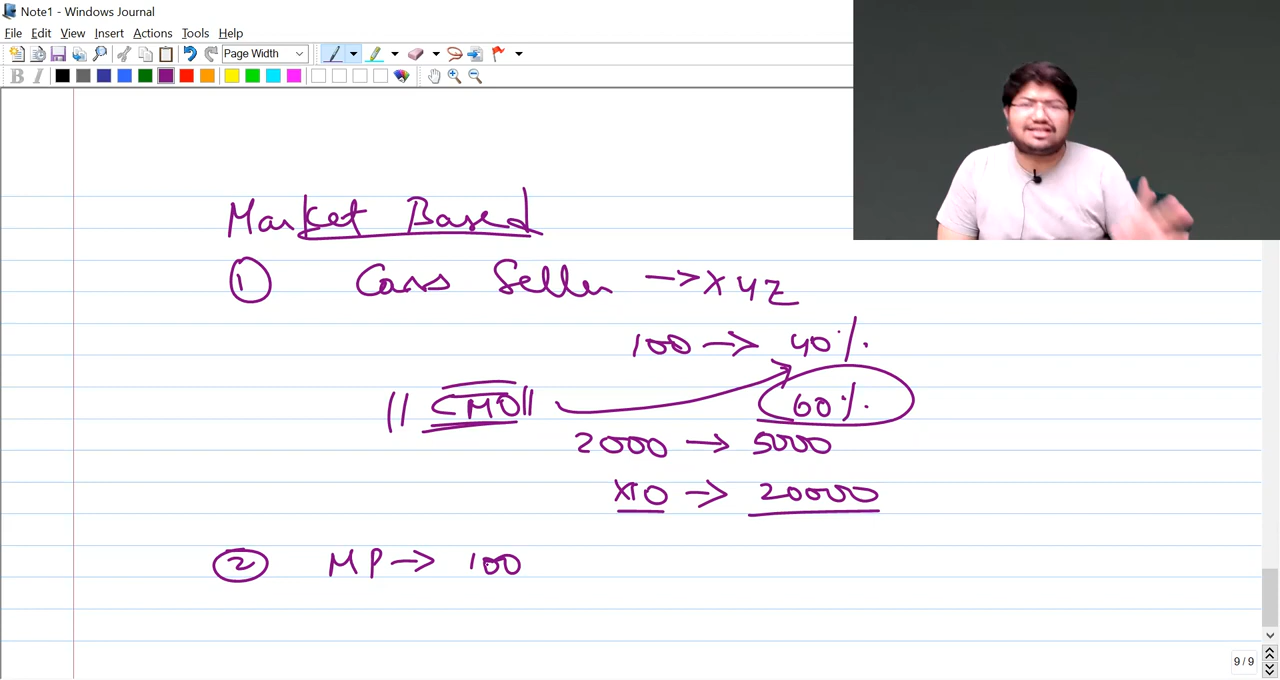 Note1 - Windows Journal
File Edit View Insert Actions Tools Help
Page Width
B I
Market Based
① Cars Seller → XYZ
100 → 40%
|| CMO || 60%
2000 → 5000
x10 → 20000
② MP → 100
9 / 9